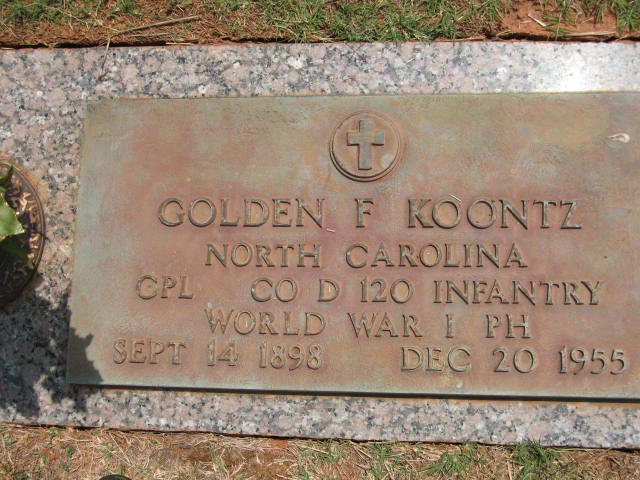 GOLDEN F KOONTZ
NORTH CAROLINA
CPL CO D 120 INFANTRY
WORLD WAR I PH
SEPT 14 1898 DEC 20 1955